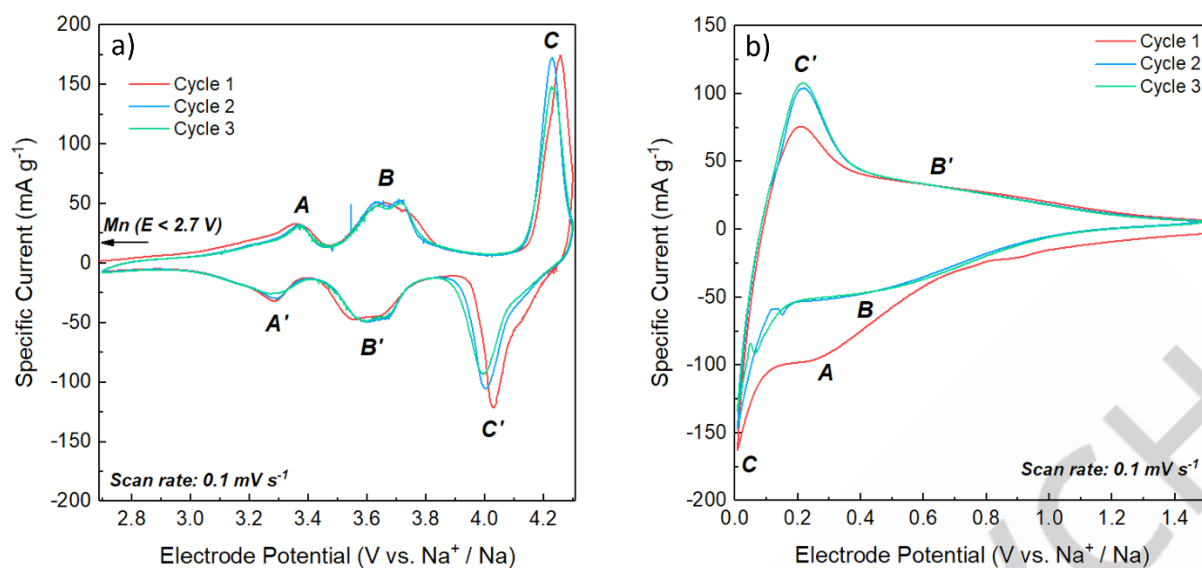 a)
C
Cycle 1
Cycle 2
Cycle 3
A
B
Mn (E < 2.7 V)
A'
B'
C'
Scan rate: 0.1 mV s⁻¹
Specific Current (mA g⁻¹)
200
150
100
50
0
-50
-100
-150
-200
2.8 3.0 3.2 3.4 3.6 3.8 4.0 4.2
Electrode Potential (V vs. Na⁺ / Na)
b)
C'
Cycle 1
Cycle 2
Cycle 3
B'
B
A
C
Scan rate: 0.1 mV s⁻¹
Specific Current (mA g⁻¹)
150
100
50
0
-50
-100
-150
-200
0.0 0.2 0.4 0.6 0.8 1.0 1.2 1.4
Electrode Potential (V vs. Na⁺ / Na)